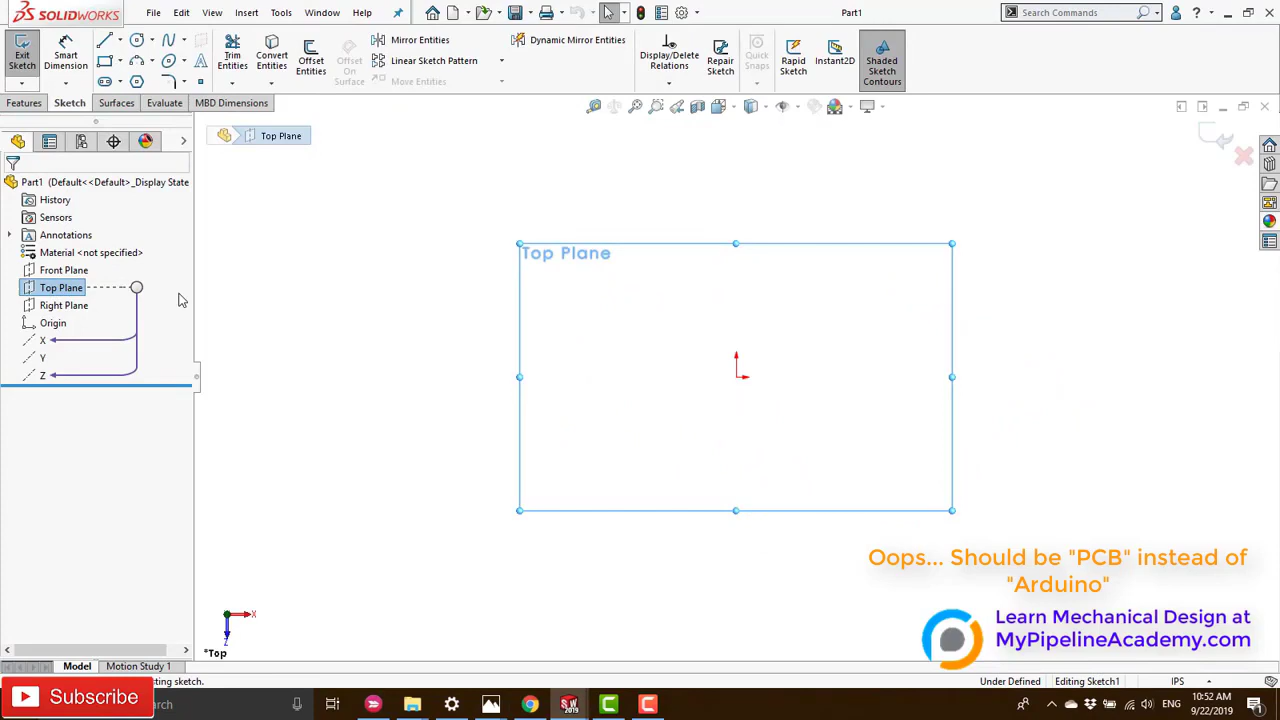 SOLIDWORKS
File
Edit
View
Insert
Tools
Window
Help
Part1
Search Commands
Exit
Sketch
Smart
Dimension
Trim
Entities
Convert
Entities
Offset
Entities
Offset
On
Surface
Mirror Entities
Linear Sketch Pattern
Move Entities
Dynamic Mirror Entities
Display/Delete
Relations
Repair
Sketch
Quick
Snaps
Rapid
Sketch
Instant2D
Shaded
Sketch
Contours
Features
Sketch
Surfaces
Evaluate
MBD Dimensions
Top Plane
Part1 (Default<<Default>_Display State
History
Sensors
Annotations
Material <not specified>
Front Plane
Top Plane
Right Plane
Origin
X
Y
Z
Top Plane
Oops... Should be "PCB" instead of
"Arduino"
Learn Mechanical Design at
MyPipelineAcademy.com
X
Z
*Top
Model
Motion Study 1
Subscribe
ting sketch.
Under Defined
Editing Sketch1
IPS
search
SW
2019
ENG
10:52 AM
9/22/2019